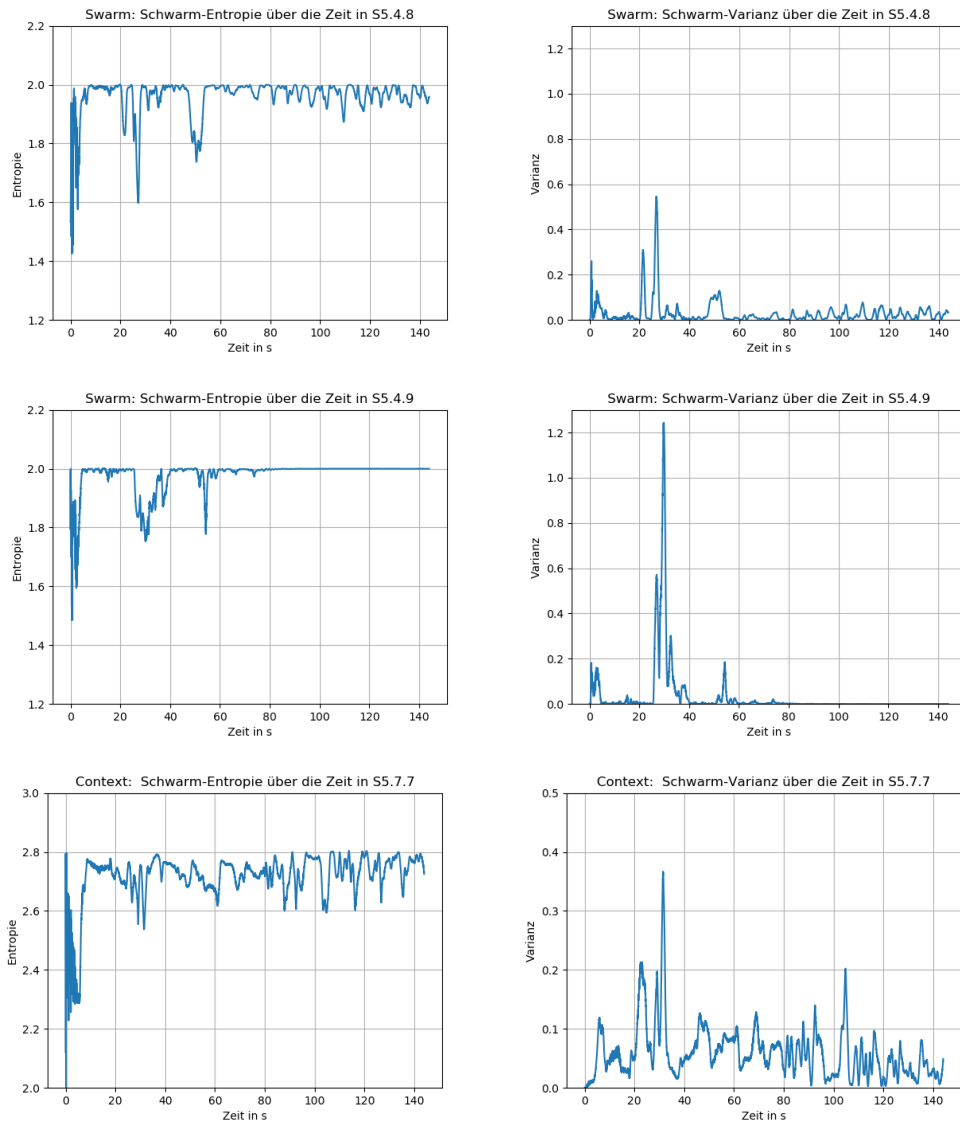 Swarm: Schwarm-Entropie über die Zeit in S5.4.8
2.2
2.0
1.8
1.6
1.4
1.2
Entropie
0 20 40 60 80 100 120 140
Zeit in s
Swarm: Schwarm-Varianz über die Zeit in S5.4.8
1.2
1.0
0.8
0.6
0.4
0.2
0.0
Varianz
0 20 40 60 80 100 120 140
Zeit in s
Swarm: Schwarm-Entropie über die Zeit in S5.4.9
2.2
2.0
1.8
1.6
1.4
1.2
Entropie
0 20 40 60 80 100 120 140
Zeit in s
Swarm: Schwarm-Varianz über die Zeit in S5.4.9
1.2
1.0
0.8
0.6
0.4
0.2
0.0
Varianz
0 20 40 60 80 100 120 140
Zeit in s
Context: Schwarm-Entropie über die Zeit in S5.7.7
3.0
2.8
2.6
2.4
2.2
2.0
Entropie
0 20 40 60 80 100 120 140
Zeit in s
Context: Schwarm-Varianz über die Zeit in S5.7.7
0.5
0.4
0.3
0.2
0.1
0.0
Varianz
0 20 40 60 80 100 120 140
Zeit in s